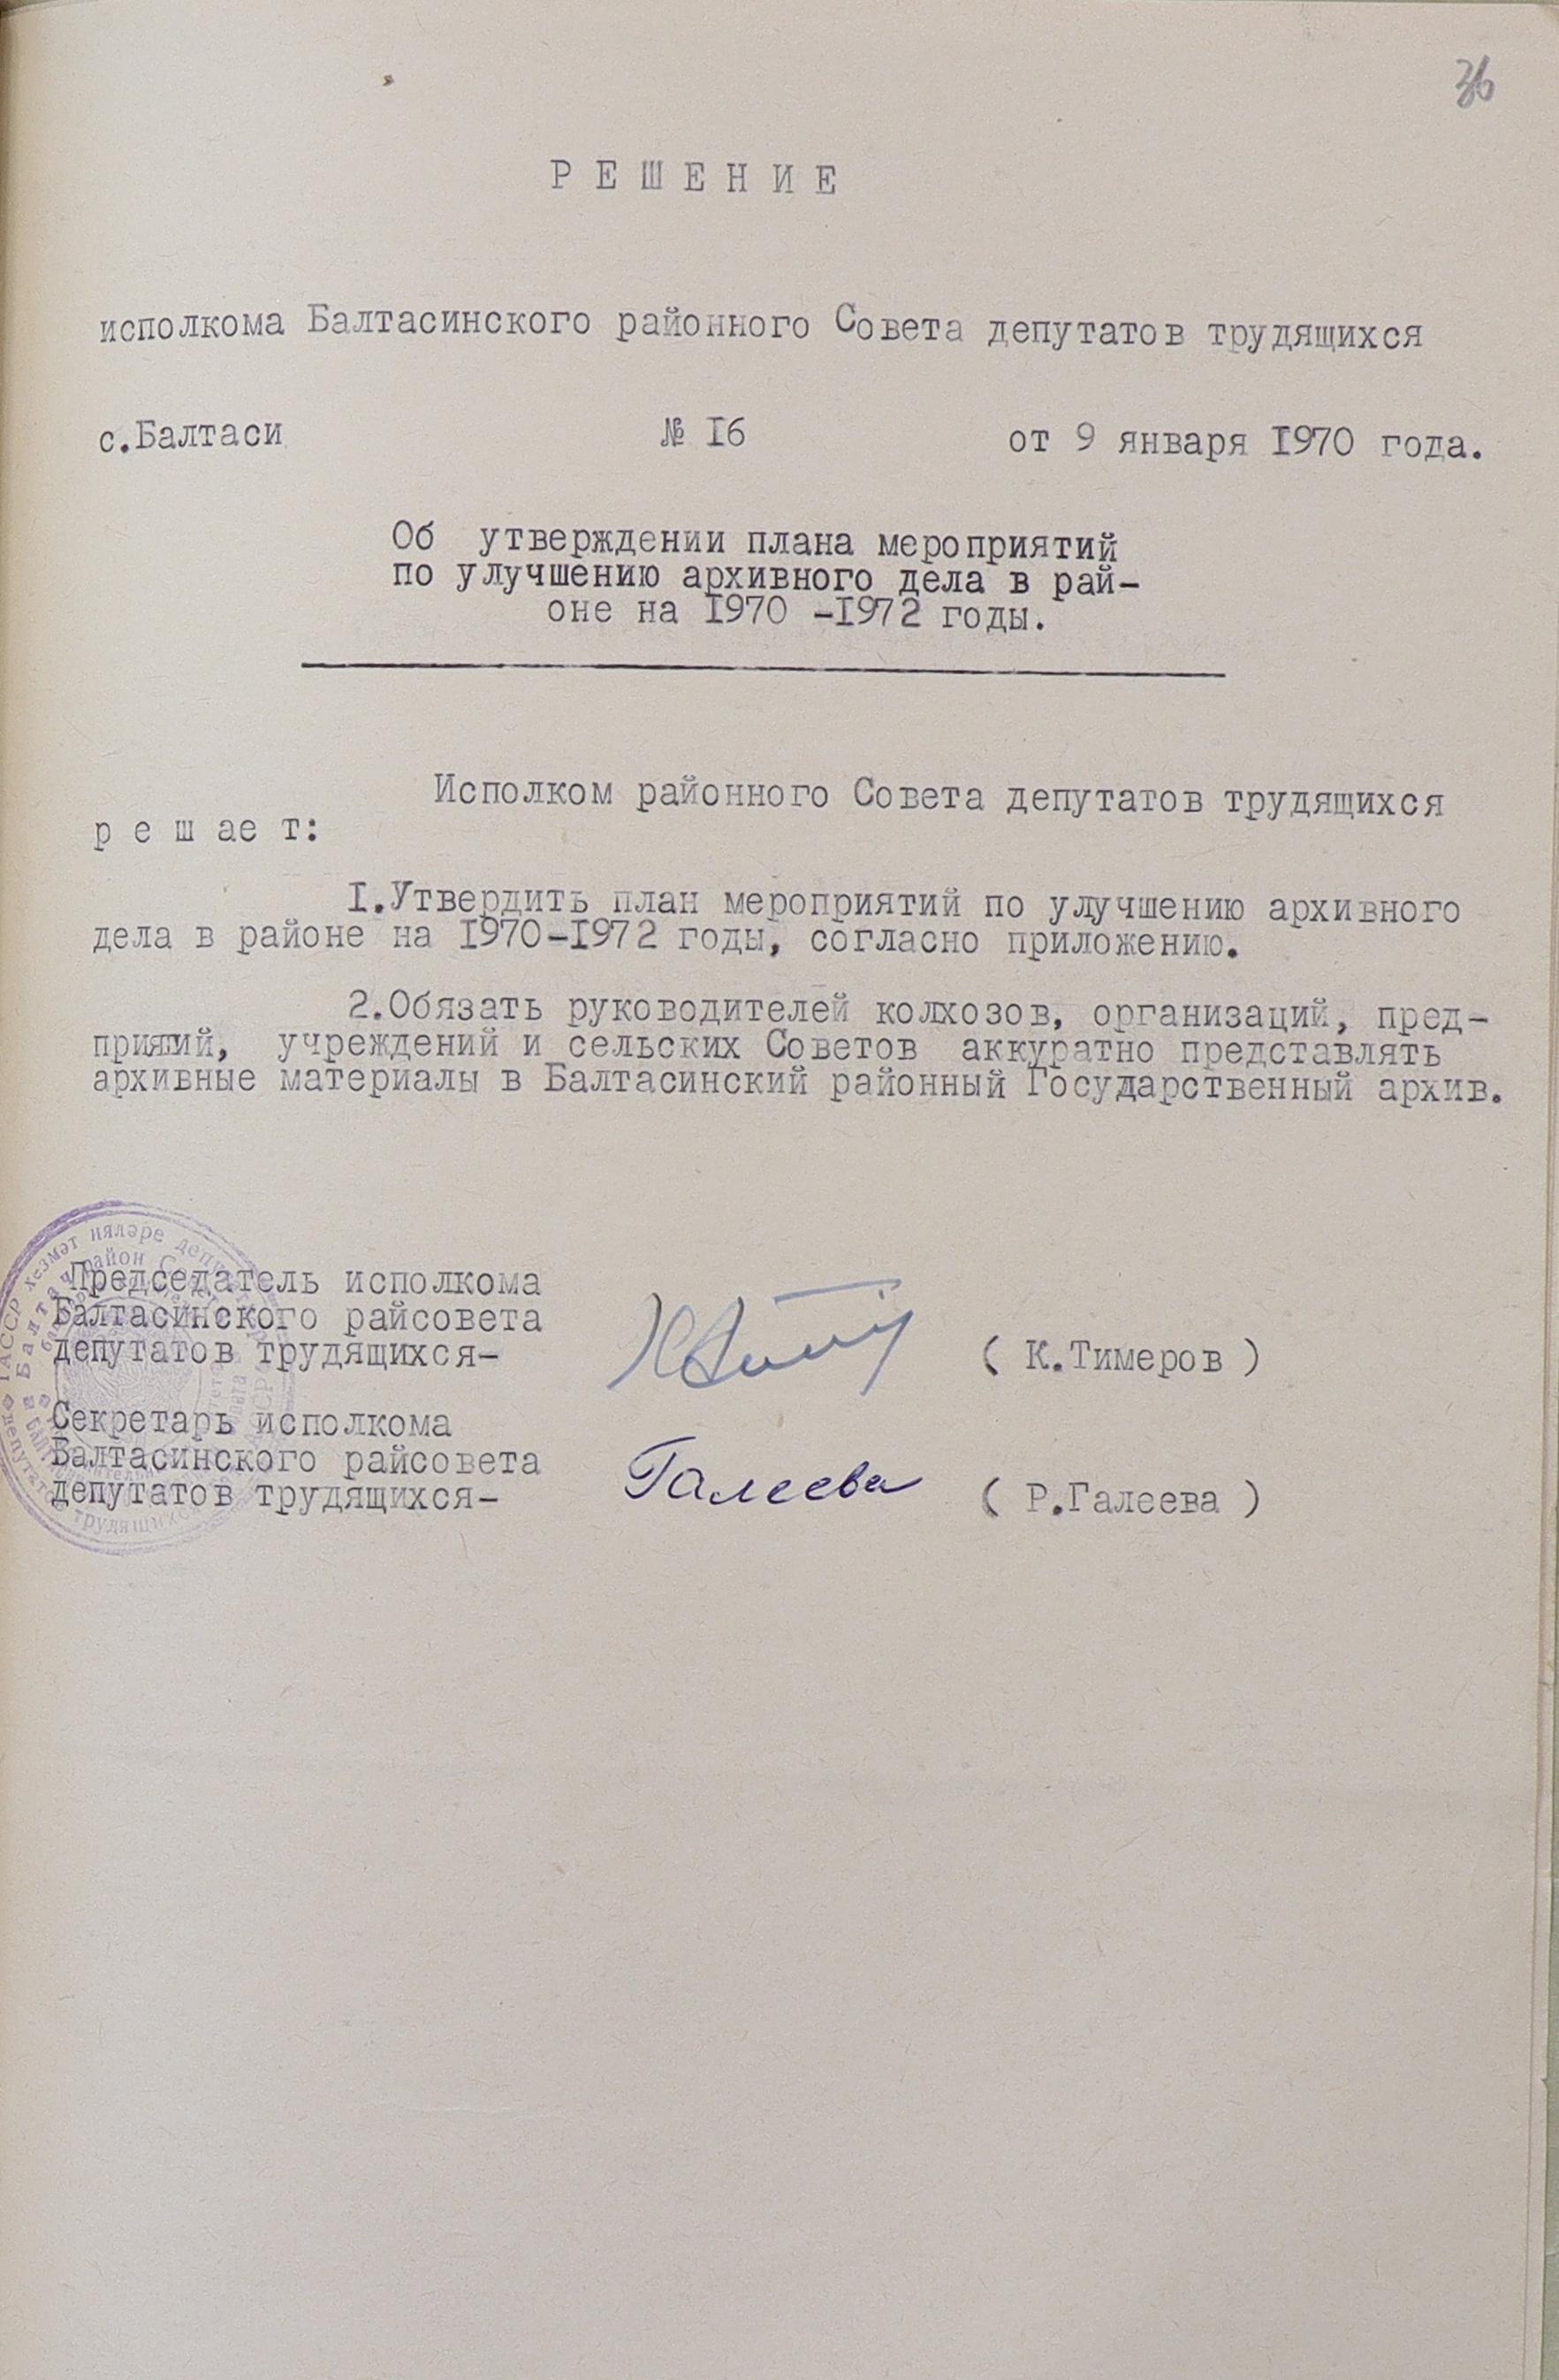 36
Р Е Ш Е Н И Е
исполкома Балтасинского районного Совета депутатов трудящихся
с.Балтаси № I6 от 9 января I970 года.
Об утверждении плана мероприятий
по улучшению архивного дела в рай-
оне на I970 -I972 годы.
Исполком районного Совета депутатов трудящихся
р е ш ае т:
I.Утвердить план мероприятий по улучшению архивного
дела в районе на I970-I972 годы, согласно приложению.
2.Обязать руководителей колхозов, организаций, пред-
приятий, учреждений и сельских Советов аккуратно представлять
архивные материалы в Балтасинский районный Государственный архив.
Председатель исполкома
Балтасинского райсовета
депутатов трудящихся- ( К.Тимеров )
Секретарь исполкома
Балтасинского райсовета
депутатов трудящихся- Галеева ( Р.Галеева )